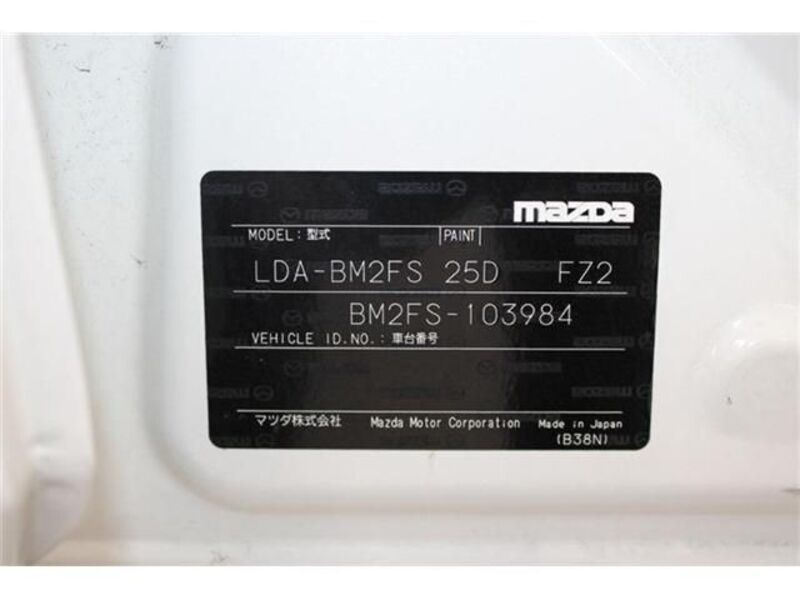 mazda
MODEL: 型式 PAINT
LDA-BM2FS 25D FZ2
BM2FS-103984
VEHICLE ID.NO.: 車台番号
マツダ株式会社 Mazda Motor Corporation Made in Japan
(B38N)